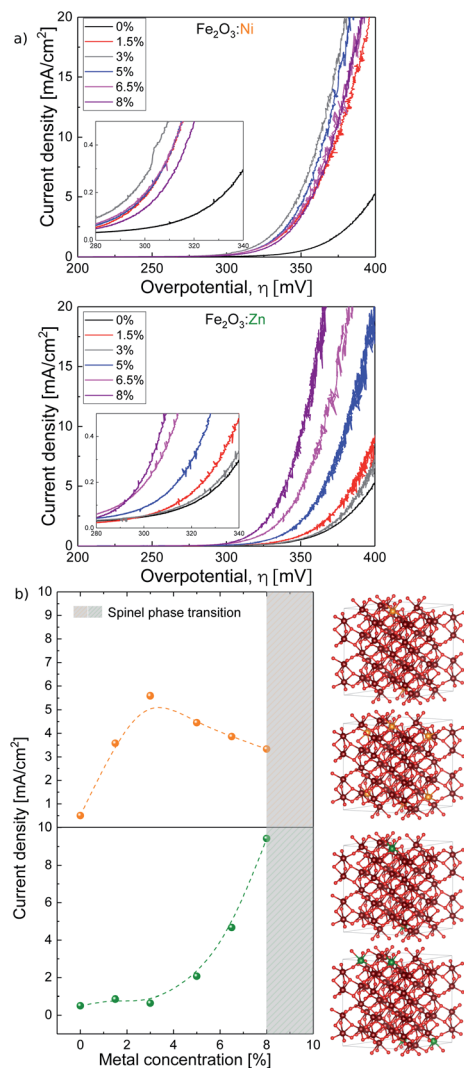 a)
Fe2O3:Ni
0%
1.5%
3%
5%
6.5%
8%
Current density [mA/cm²]
20
15
10
5
0
0.4
0.2
0.0
280 300 320 340
250 300 350 400
200
Overpotential, η [mV]
Fe2O3:Zn
0%
1.5%
3%
5%
6.5%
8%
Current density [mA/cm²]
20
15
10
5
0
0.4
0.2
0.0
280 300 320 340
200 250 300 350 400
Overpotential, η [mV]
b)
Spinel phase transition
Current density [mA/cm²]
10
9
8
7
6
5
4
3
2
1
10
8
6
4
2
0
0 2 4 6 8 10
Metal concentration [%]